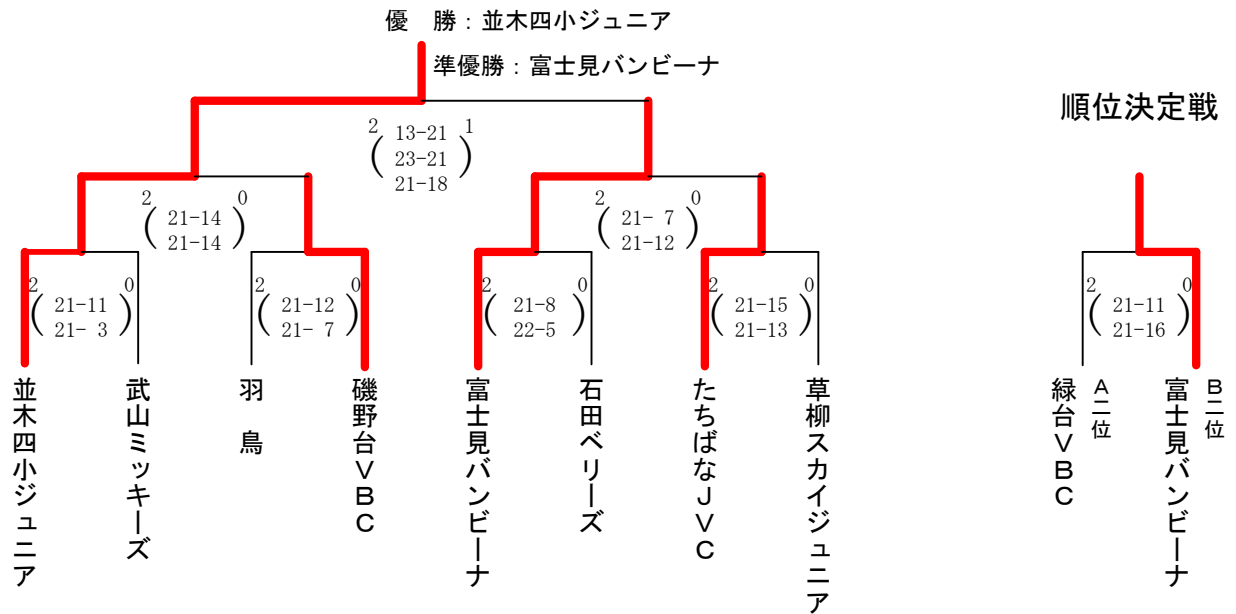 優　勝：並木四小ジュニア
準優勝：富士見バンビーナ
順位決定戦
2 13-21 1
23-21
21-18
2 21-14 0
21-14
2 21- 7 0
21-12
2 21-11 0
21- 3
2 21-12 0
21- 7
2 21-8 0
22-5
2 21-15 0
21-13
2 21-11 0
21-16
並木四小ジュニア
武山ミッキーズ
羽　鳥
磯野台VBC
富士見バンビーナ
石田ベリーズ
たちばなJVC
草柳スカイジュニア
緑台VBC
A二位
富士見バンビーナ
B二位